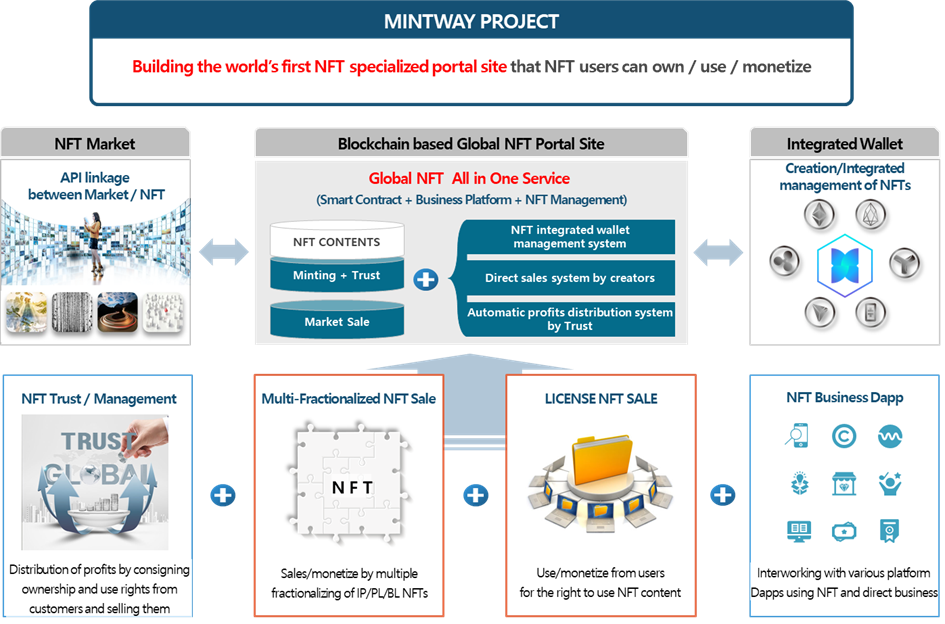 MINTWAY PROJECT
Building the world's first NFT specialized portal site that NFT users can own / use / monetize
NFT Market
API linkage
between Market / NFT
Blockchain based Global NFT Portal Site
Global NFT All in One Service
(Smart Contract + Business Platform + NFT Management)
NFT CONTENTS
Minting + Trust
Market Sale
NFT integrated wallet
management system
Direct sales system by creators
Automatic profits distribution system
by Trust
Integrated Wallet
Creation/Integrated
management of NFTs
NFT Trust / Management
TRUST
GLOBAL
Distribution of profits by consigning
ownership and use rights from
customers and selling them
Multi-Fractionalized NFT Sale
NFT
Sales/monetize by multiple
fractionalizing of IP/PL/BL NFTs
LICENSE NFT SALE
Use/monetize from users
for the right to use NFT content
NFT Business Dapp
Interworking with various platform
Dapps using NFT and direct business